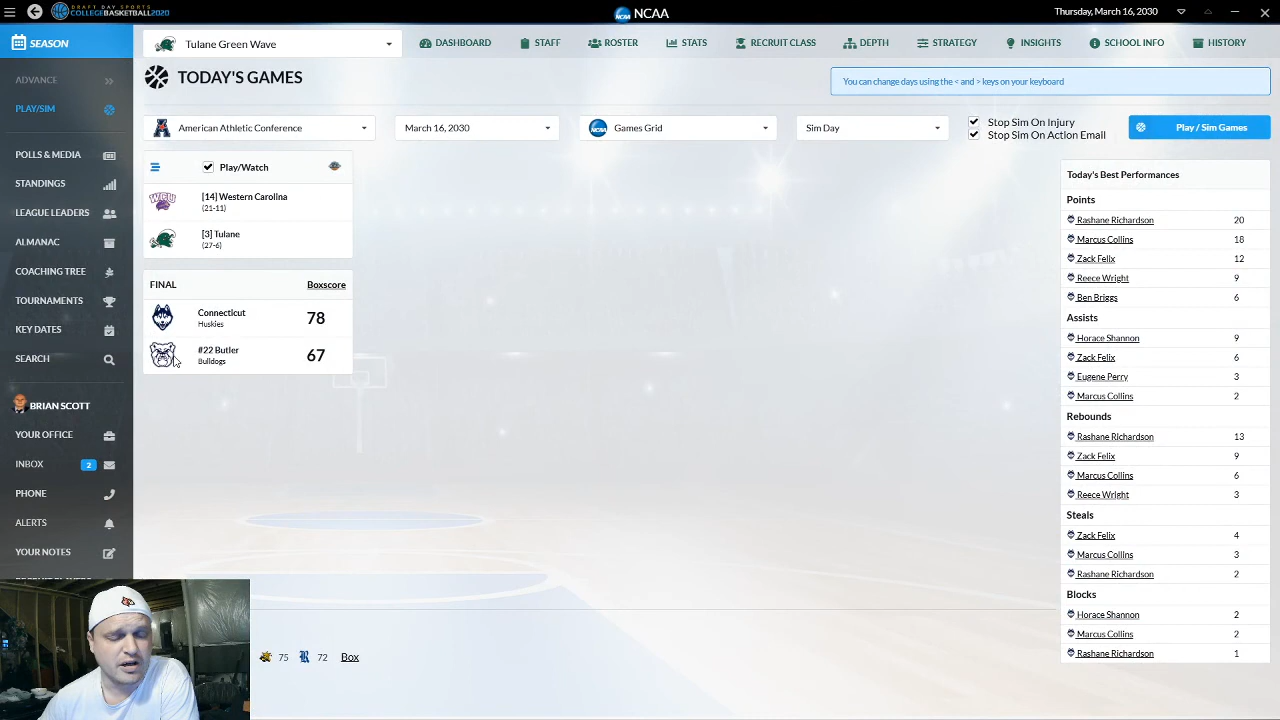 DRAFT DAY SPORTS
COLLEGE BASKETBALL 2020
NCAA
Thursday, March 16, 2030
SEASON
Tulane Green Wave
DASHBOARD
STAFF
ROSTER
STATS
RECRUIT CLASS
DEPTH
STRATEGY
INSIGHTS
SCHOOL INFO
HISTORY
ADVANCE
PLAY/SIM
POLLS & MEDIA
STANDINGS
LEAGUE LEADERS
ALMANAC
COACHING TREE
TOURNAMENTS
KEY DATES
SEARCH
BRIAN SCOTT
YOUR OFFICE
INBOX 2
PHONE
ALERTS
YOUR NOTES
TODAY'S GAMES
You can change days using the < and > keys on your keyboard
American Athletic Conference
March 16, 2030
Games Grid
Sim Day
Stop Sim On Injury
Stop Sim On Action Email
Play / Sim Games
Play/Watch
[14] Western Carolina
(21-11)
[3] Tulane
(27-6)
FINAL Boxscore
Connecticut 78
Huskies
#22 Butler 67
Bulldogs
75 72 Box
Today's Best Performances
Points
Rashane Richardson 20
Marcus Collins 18
Zack Felix 12
Reece Wright 9
Ben Briggs 6
Assists
Horace Shannon 9
Zack Felix 6
Eugene Perry 3
Marcus Collins 2
Rebounds
Rashane Richardson 13
Zack Felix 9
Marcus Collins 6
Reece Wright 3
Steals
Zack Felix 4
Marcus Collins 3
Rashane Richardson 2
Blocks
Horace Shannon 2
Marcus Collins 2
Rashane Richardson 1